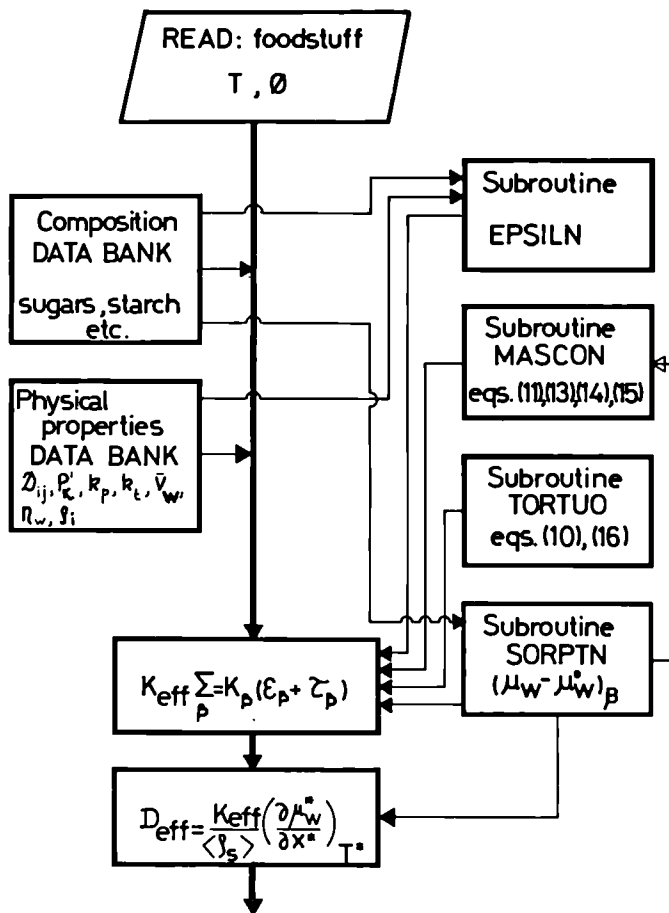 READ: foodstuff
T , Ø
Composition
DATA BANK
sugars, starch
etc.
Physical
properties
DATA BANK
𝒟ij, P'κ, kp, kt, V̄w,
ηw, ρi
Subroutine
EPSILN
Subroutine
MASCON
eqs. (11),(13),(14),(15)
Subroutine
TORTUO
eqs. (10), (16)
Subroutine
SORPTN
(μw - μ°w)β
Keff Σβ = Kβ (εβ + τβ)
Deff = Keff/⟨ρs⟩ (∂μ*w/∂x*)T*